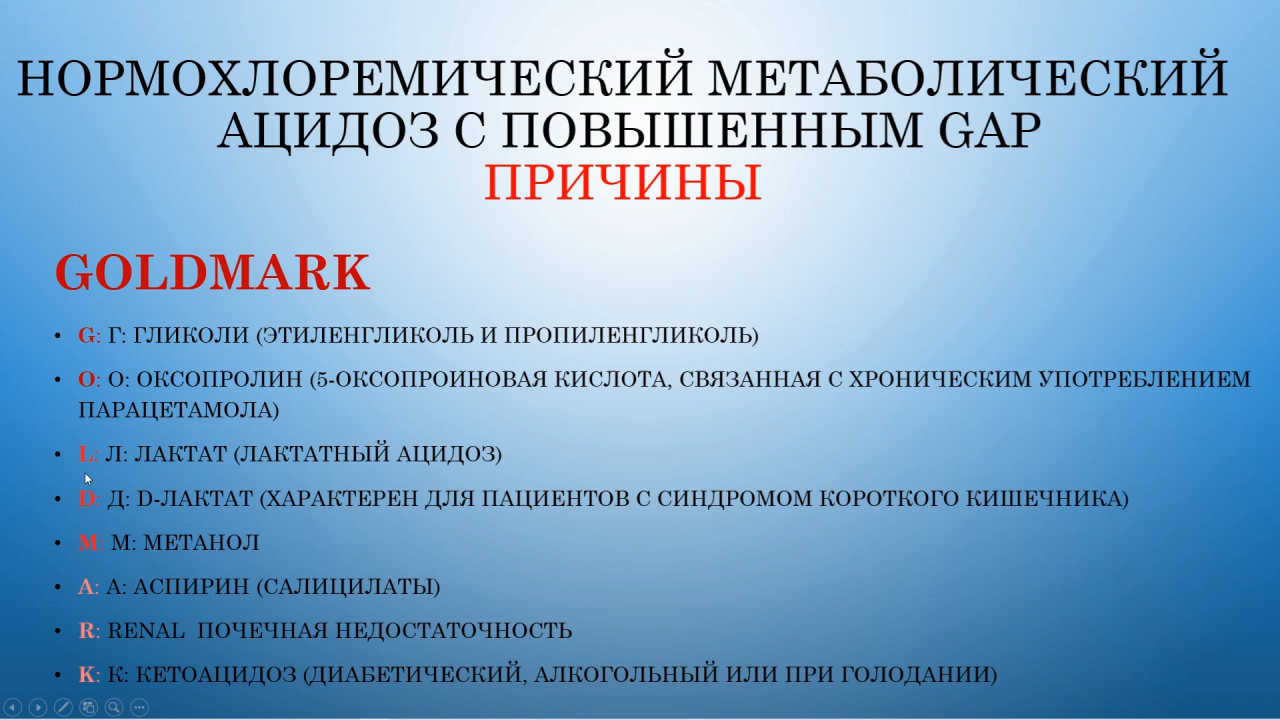 НОРМОХЛОРЕМИЧЕСКИЙ МЕТАБОЛИЧЕСКИЙ
АЦИДОЗ С ПОВЫШЕННЫМ GAP
ПРИЧИНЫ
GOLDMARK
• G: Г: ГЛИКОЛИ (ЭТИЛЕНГЛИКОЛЬ И ПРОПИЛЕНГЛИКОЛЬ)
• O: О: ОКСОПРОЛИН (5-ОКСОПРОИНОВАЯ КИСЛОТА, СВЯЗАННАЯ С ХРОНИЧЕСКИМ УПОТРЕБЛЕНИЕМ
ПАРАЦЕТАМОЛА)
• L: Л: ЛАКТАТ (ЛАКТАТНЫЙ АЦИДОЗ)
• D: Д: D-ЛАКТАТ (ХАРАКТЕРЕН ДЛЯ ПАЦИЕНТОВ С СИНДРОМОМ КОРОТКОГО КИШЕЧНИКА)
• M: М: МЕТАНОЛ
• A: А: АСПИРИН (САЛИЦИЛАТЫ)
• R: RENAL ПОЧЕЧНАЯ НЕДОСТАТОЧНОСТЬ
• K: К: КЕТОАЦИДОЗ (ДИАБЕТИЧЕСКИЙ, АЛКОГОЛЬНЫЙ ИЛИ ПРИ ГОЛОДАНИИ)